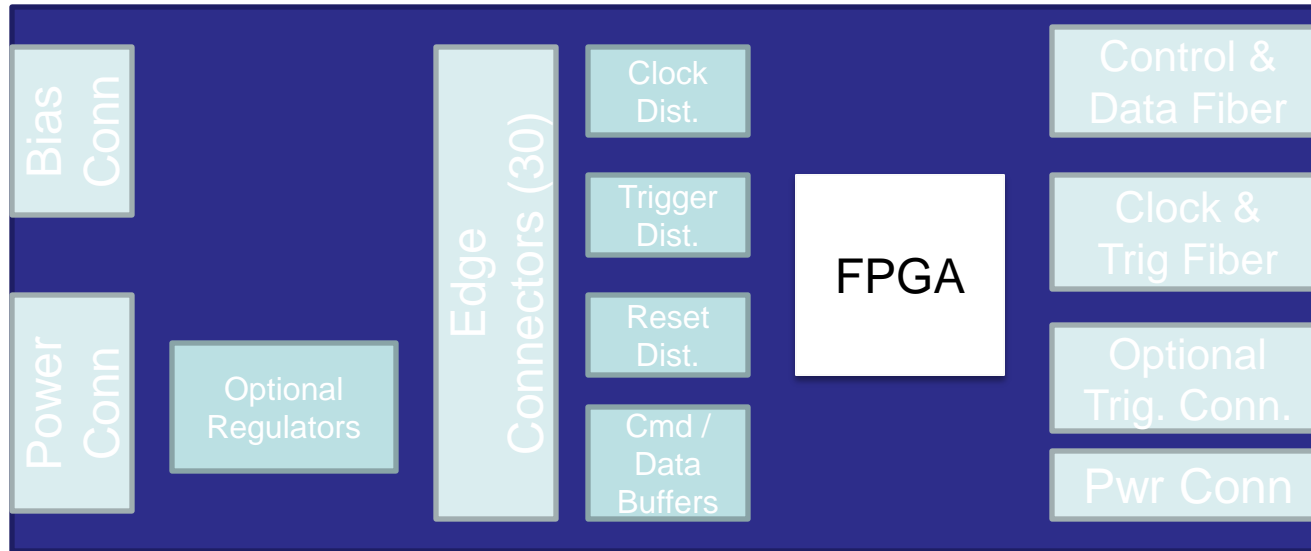 Bias
Conn
Power
Conn
Optional
Regulators
Edge
Connectors (30)
Clock
Dist.
Trigger
Dist.
Reset
Dist.
Cmd /
Data
Buffers
FPGA
Control &
Data Fiber
Clock &
Trig Fiber
Optional
Trig. Conn.
Pwr Conn